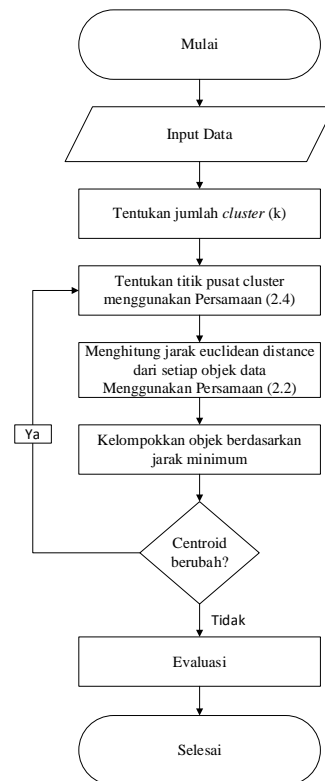 Mulai
Input Data
Tentukan jumlah cluster (k)
Tentukan titik pusat cluster
menggunakan Persamaan (2.4)
Menghitung jarak euclidean distance
dari setiap objek data
Menggunakan Persamaan (2.2)
Ya
Kelompokkan objek berdasarkan
jarak minimum
Centroid
berubah?
Tidak
Evaluasi
Selesai